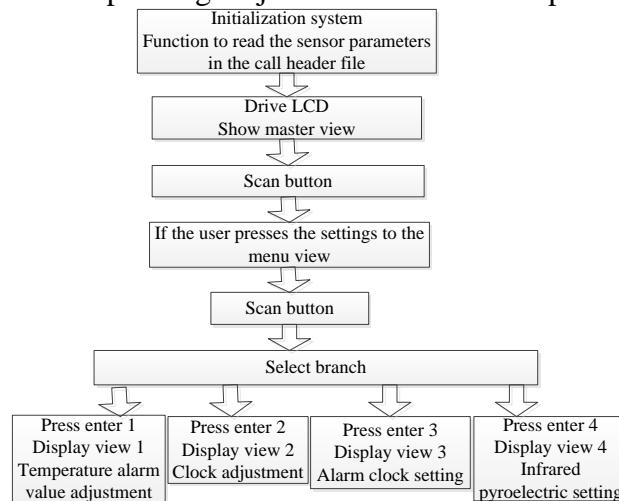 Initialization system
Function to read the sensor parameters
in the call header file
Drive LCD
Show master view
Scan button
If the user presses the settings to the
menu view
Scan button
Select branch
Press enter 1
Display view 1
Temperature alarm
value adjustment
Press enter 2
Display view 2
Clock adjustment
Press enter 3
Display view 3
Alarm clock setting
Press enter 4
Display view 4
Infrared
pyroelectric setting